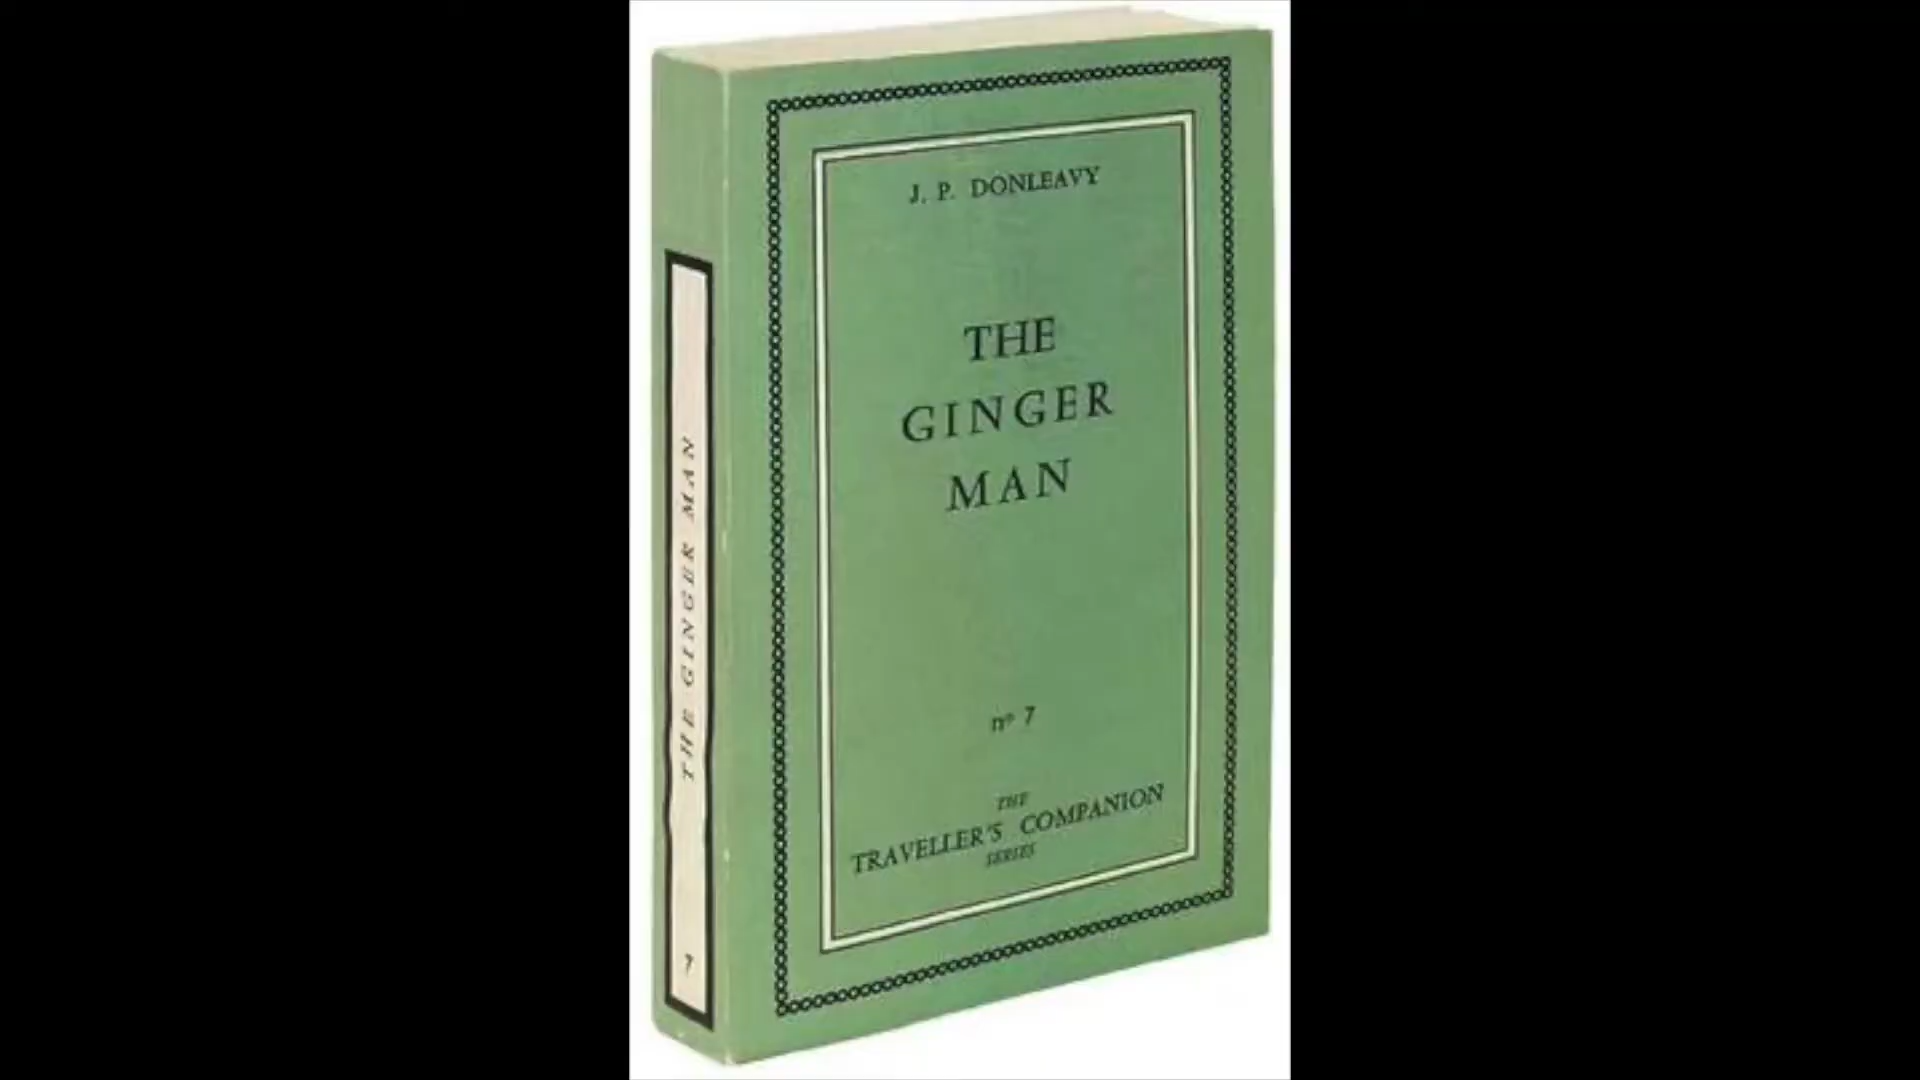 J. P. DONLEAVY
THE
GINGER
MAN
nº 7
THE
TRAVELLER'S COMPANION
SERIES
THE GINGER MAN
7